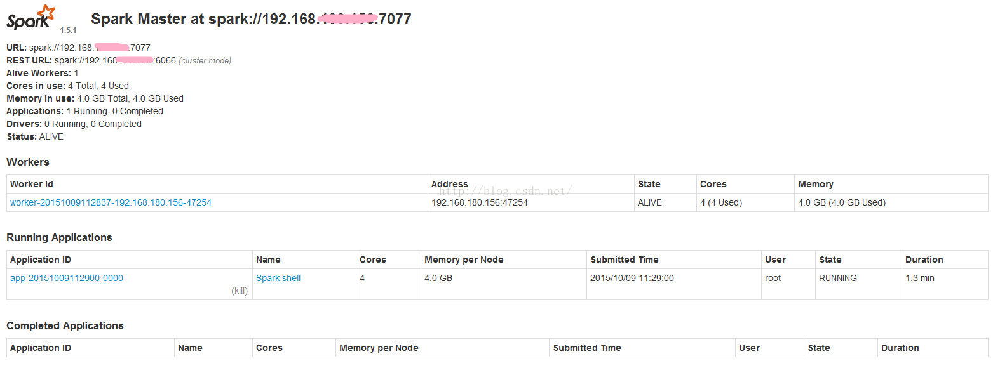 Spark 1.5.1 Spark Master at spark://192.168. :7077
URL: spark://192.168. :7077
REST URL: spark://192.168. :6066 (cluster mode)
Alive Workers: 1
Cores in use: 4 Total, 4 Used
Memory in use: 4.0 GB Total, 4.0 GB Used
Applications: 1 Running, 0 Completed
Drivers: 0 Running, 0 Completed
Status: ALIVE
Workers
Worker Id Address State Cores Memory
http://blog.csdn.net/
worker-20151009112837-192.168.180.156-47254 192.168.180.156:47254 ALIVE 4 (4 Used) 4.0 GB (4.0 GB Used)
Running Applications
Application ID Name Cores Memory per Node Submitted Time User State Duration
app-20151009112900-0000 Spark shell 4 4.0 GB 2015/10/09 11:29:00 root RUNNING 1.3 min
(kill)
Completed Applications
Application ID Name Cores Memory per Node Submitted Time User State Duration